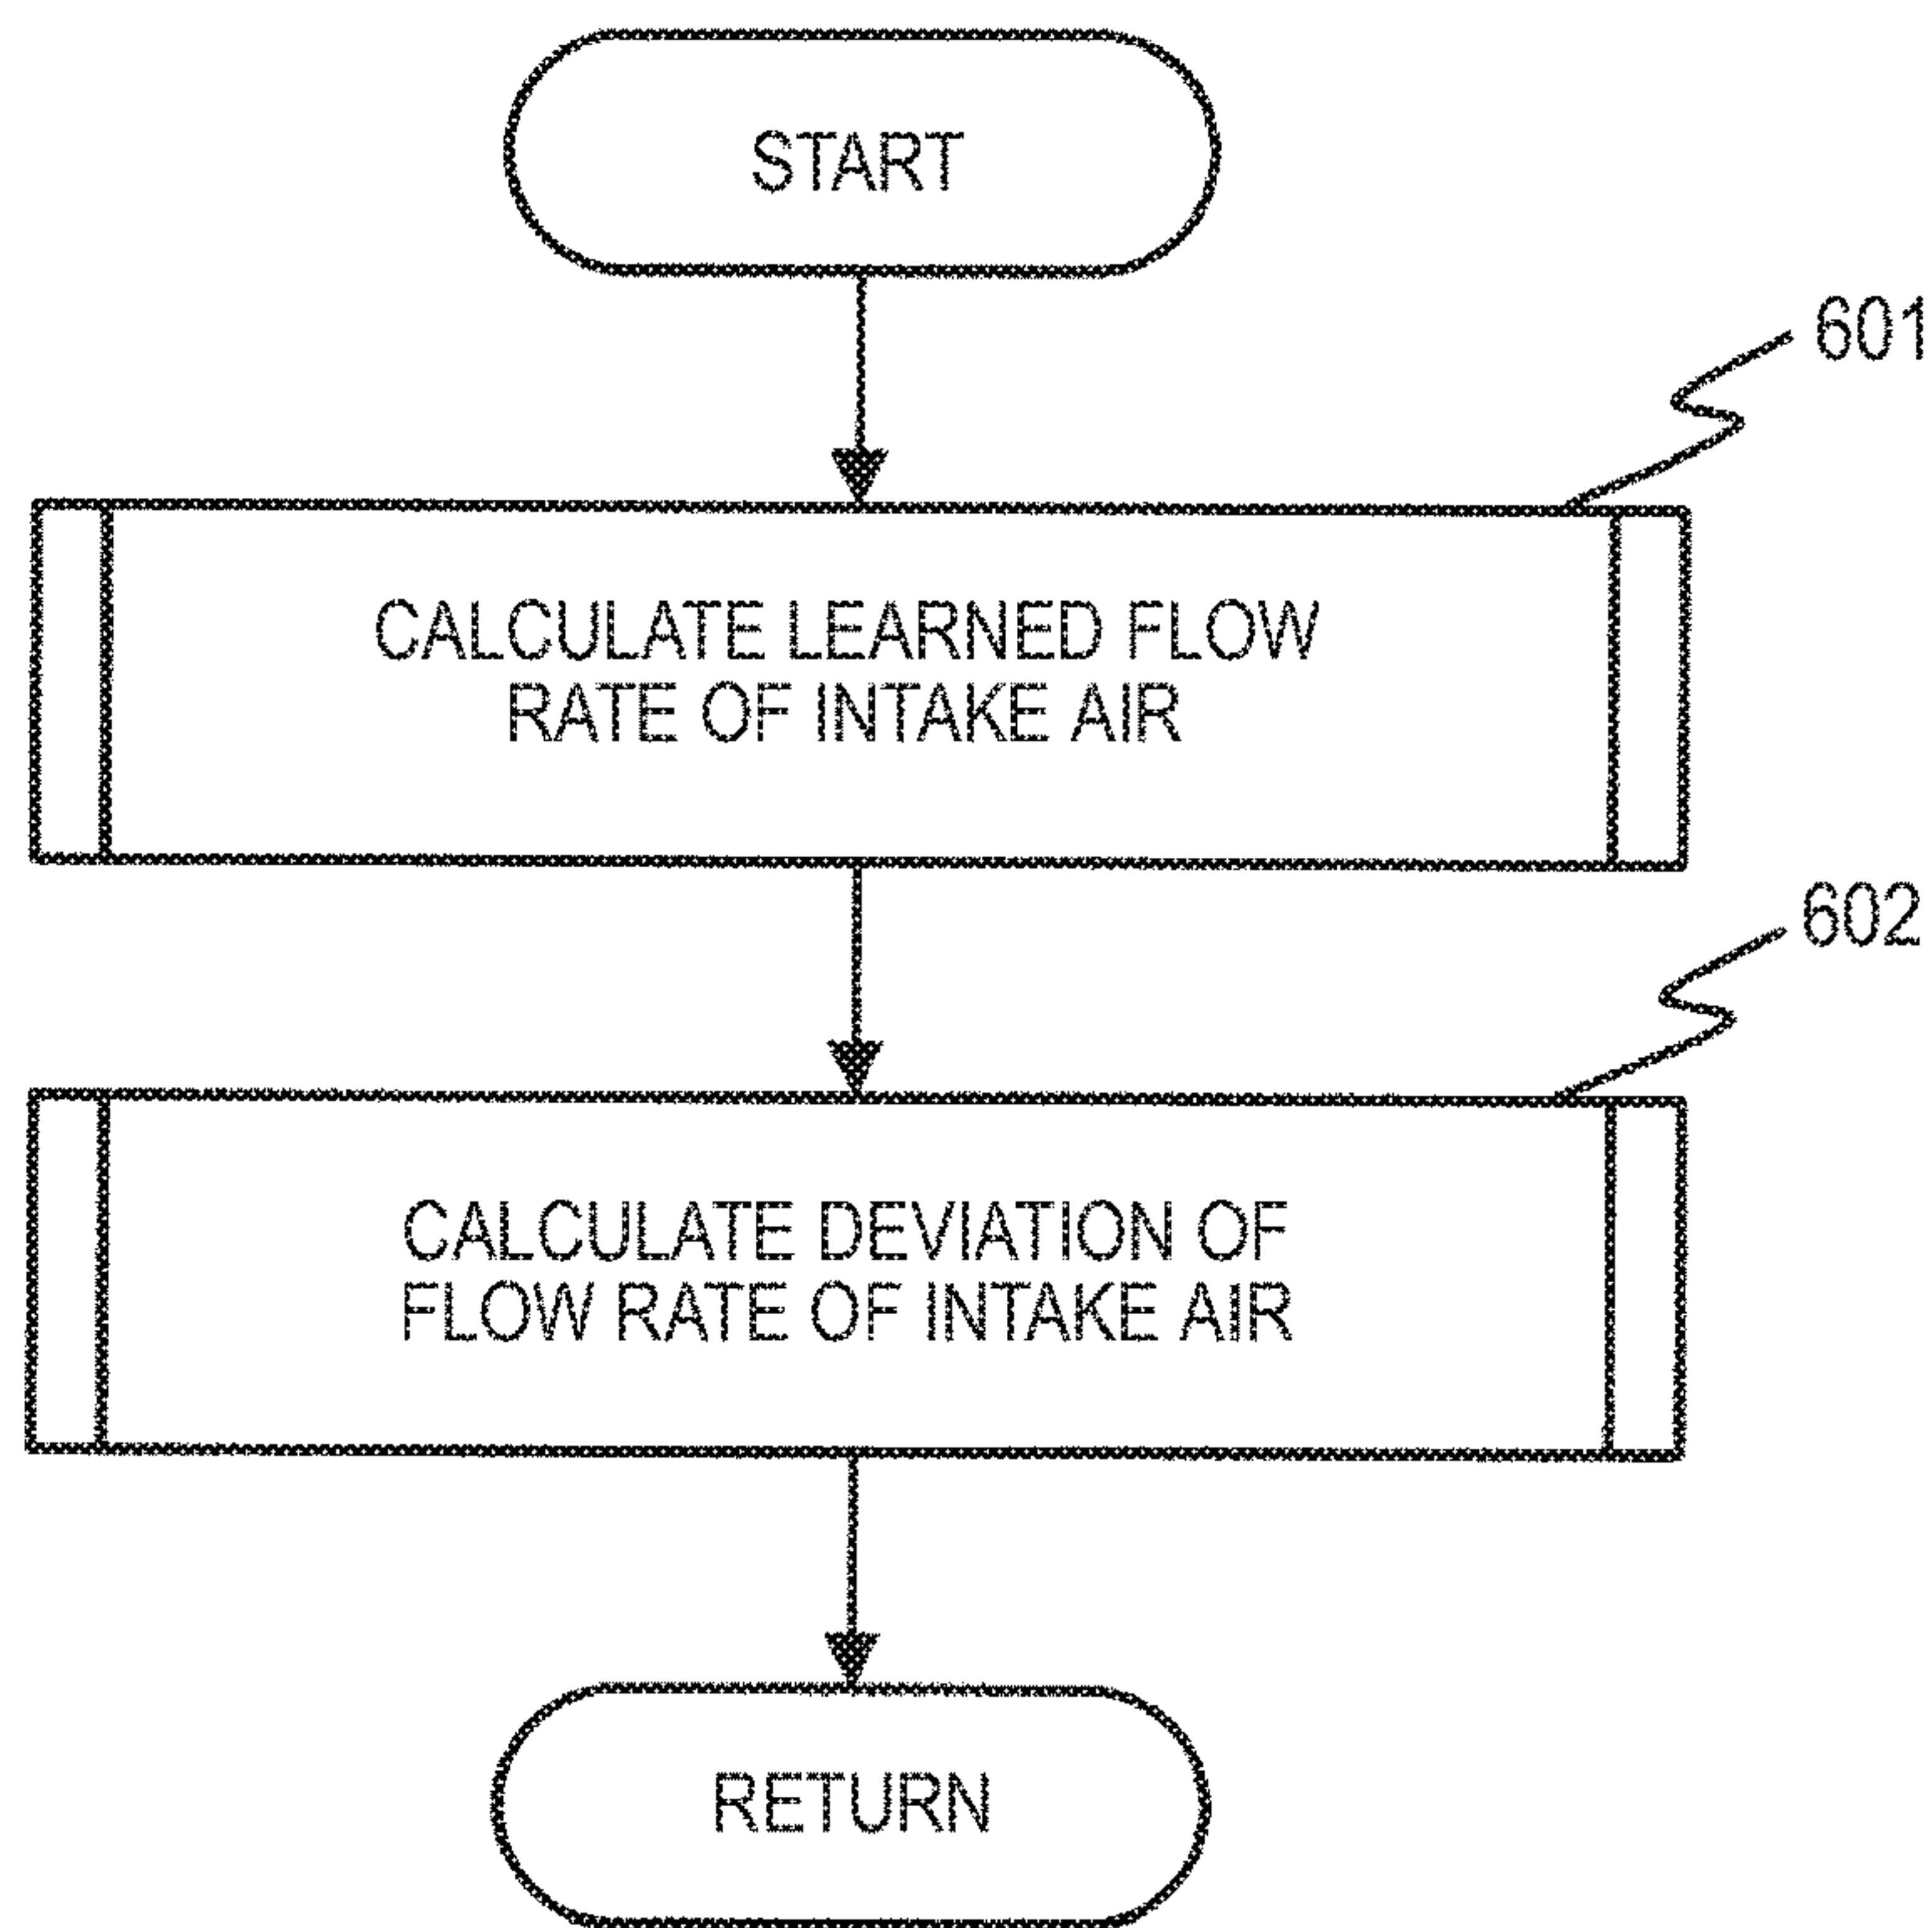 START
601
CALCULATE LEARNED FLOW
RATE OF INTAKE AIR
602
CALCULATE DEVIATION OF
FLOW RATE OF INTAKE AIR
RETURN